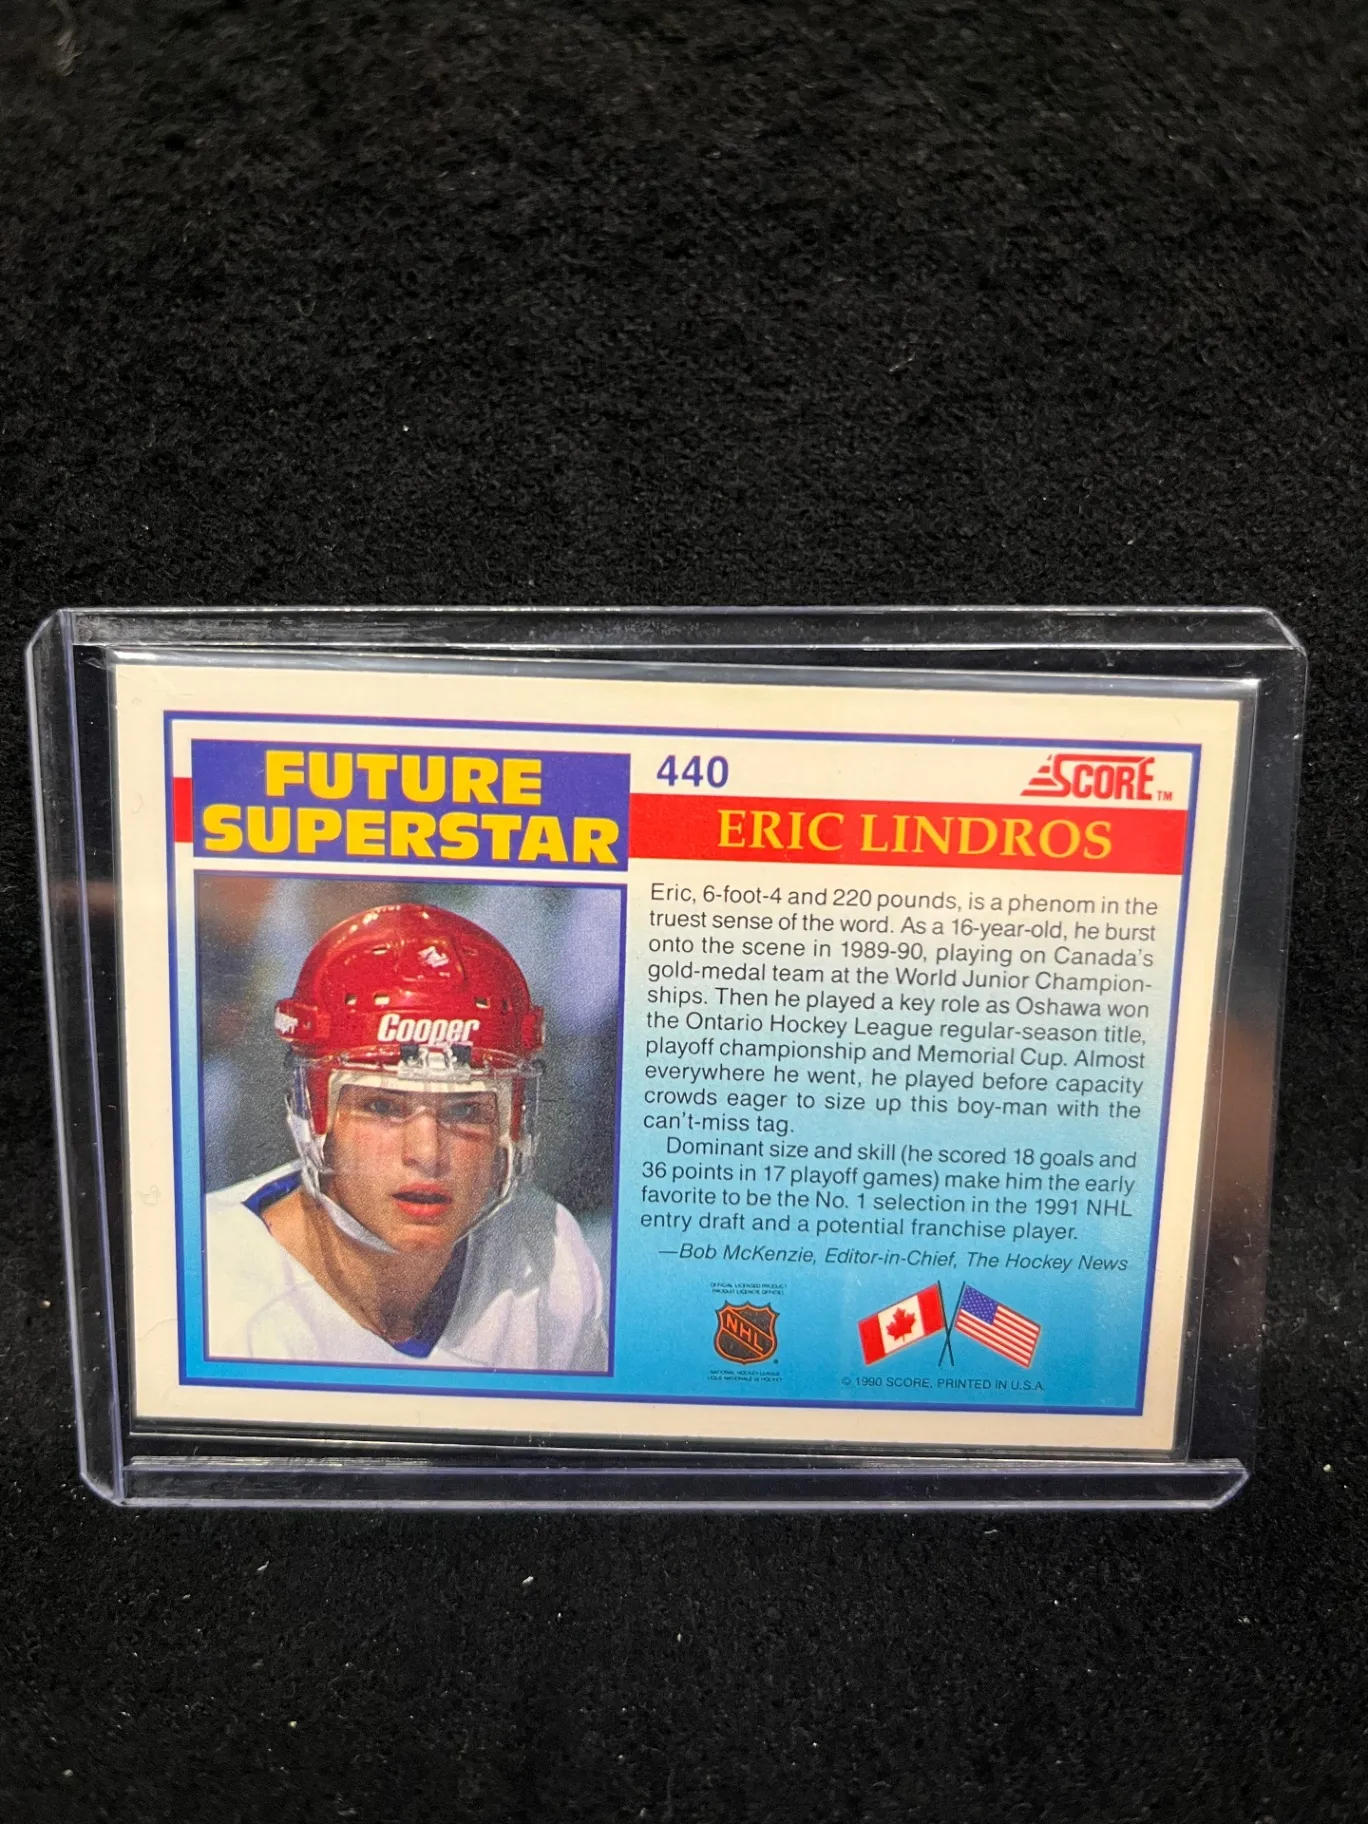 FUTURE
SUPERSTAR
440
SCORE TM
ERIC LINDROS
Cooper
Eric, 6-foot-4 and 220 pounds, is a phenom in the
truest sense of the word. As a 16-year-old, he burst
onto the scene in 1989-90, playing on Canada's
gold-medal team at the World Junior Champion-
ships. Then he played a key role as Oshawa won
the Ontario Hockey League regular-season title,
playoff championship and Memorial Cup. Almost
everywhere he went, he played before capacity
crowds eager to size up this boy-man with the
can't-miss tag.
Dominant size and skill (he scored 18 goals and
36 points in 17 playoff games) make him the early
favorite to be the No. 1 selection in the 1991 NHL
entry draft and a potential franchise player.
—Bob McKenzie, Editor-in-Chief, The Hockey News
OFFICIAL LICENSED PRODUCT
NHL
NATIONAL HOCKEY LEAGUE
© 1990 SCORE, PRINTED IN U.S.A.